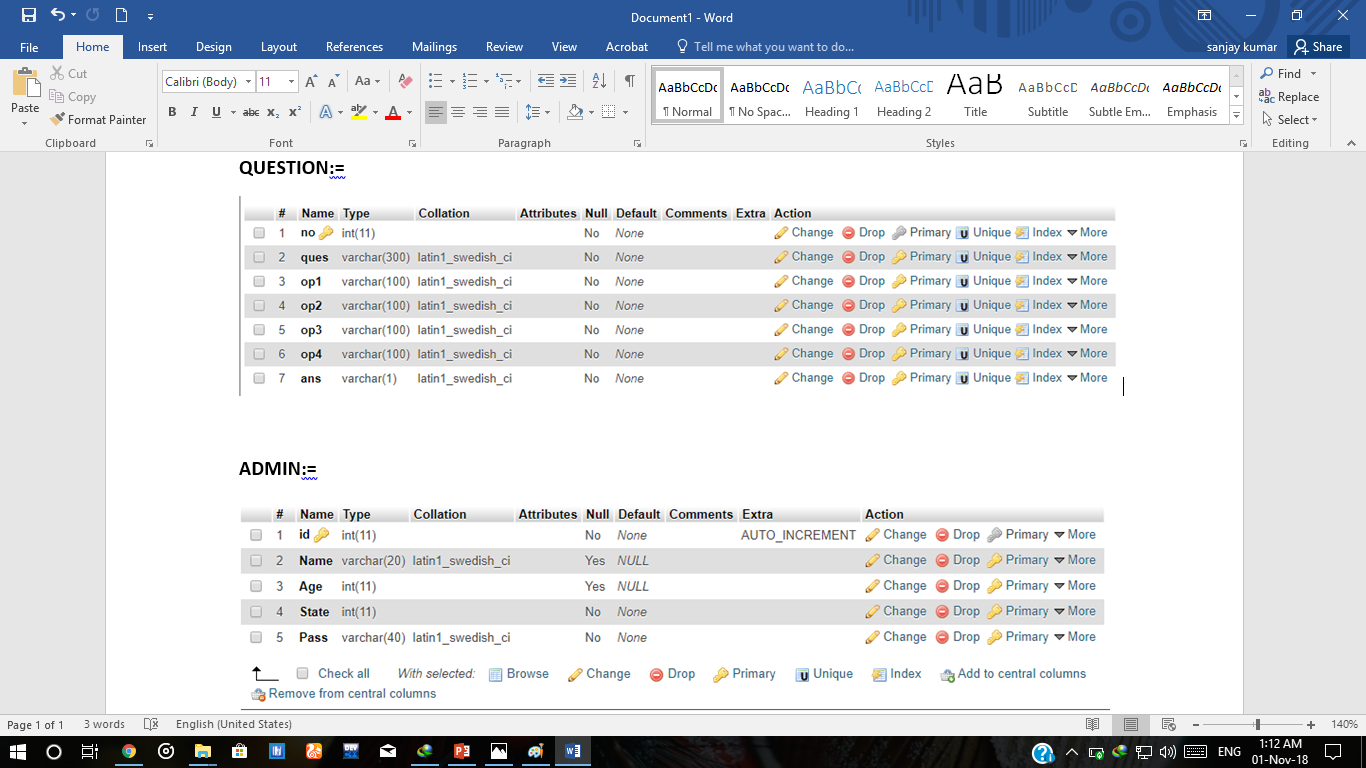 Document1 - Word
File Home Insert Design Layout References Mailings Review View Acrobat Tell me what you want to do... sanjay kumar Share
Paste Cut Copy Format Painter
Calibri (Body) 11 Aa
B I U abc x₂ x² A aby A
AaBbCcDc AaBbCcDc AaBbCc AaBbCcD AaB AaBbCcD AaBbCcDc AaBbCcDc
¶ Normal ¶ No Spac... Heading 1 Heading 2 Title Subtitle Subtle Em... Emphasis
Find
Replace
Select
Clipboard Font Paragraph Styles Editing
QUESTION:=
# Name Type Collation Attributes Null Default Comments Extra Action
1 no int(11) No None Change Drop Primary Unique Index More
2 ques varchar(300) latin1_swedish_ci No None Change Drop Primary Unique Index More
3 op1 varchar(100) latin1_swedish_ci No None Change Drop Primary Unique Index More
4 op2 varchar(100) latin1_swedish_ci No None Change Drop Primary Unique Index More
5 op3 varchar(100) latin1_swedish_ci No None Change Drop Primary Unique Index More
6 op4 varchar(100) latin1_swedish_ci No None Change Drop Primary Unique Index More
7 ans varchar(1) latin1_swedish_ci No None Change Drop Primary Unique Index More
ADMIN:=
# Name Type Collation Attributes Null Default Comments Extra Action
1 id int(11) No None AUTO_INCREMENT Change Drop Primary More
2 Name varchar(20) latin1_swedish_ci Yes NULL Change Drop Primary More
3 Age int(11) Yes NULL Change Drop Primary More
4 State int(11) No None Change Drop Primary More
5 Pass varchar(40) latin1_swedish_ci No None Change Drop Primary More
Check all With selected: Browse Change Drop Primary Unique Index Add to central columns
Remove from central columns
Page 1 of 1 3 words English (United States) 140%
ENG 1:12 AM
01-Nov-18